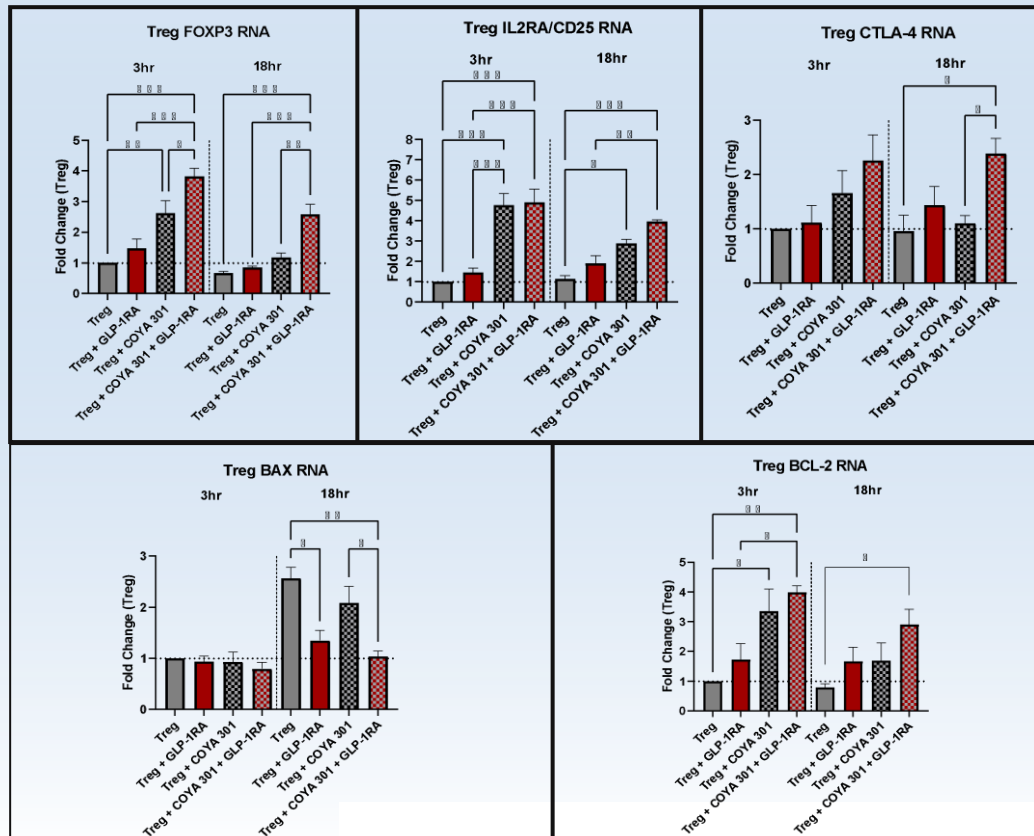 Treg FOXP3 RNA
3hr
18hr
Fold Change (Treg)
5
4
3
2
1
0
Treg
Treg + GLP-1RA
Treg + COYA 301
Treg + COYA 301 + GLP-1RA
Treg
Treg + GLP-1RA
Treg + COYA 301
Treg + COYA 301 + GLP-1RA
Treg IL2RA/CD25 RNA
3hr
18hr
Fold Change (Treg)
8
7
6
5
4
3
2
1
0
Treg
Treg + GLP-1RA
Treg + COYA 301
Treg + COYA 301 + GLP-1RA
Treg
Treg + GLP-1RA
Treg + COYA 301
Treg + COYA 301 + GLP-1RA
Treg CTLA-4 RNA
3hr
18hr
Fold Change (Treg)
3
2
1
0
Treg
Treg + GLP-1RA
Treg + COYA 301
Treg + COYA 301 + GLP-1RA
Treg
Treg + GLP-1RA
Treg + COYA 301
Treg + COYA 301 + GLP-1RA
Treg BAX RNA
3hr
18hr
Fold Change (Treg)
3
2
1
0
Treg
Treg + GLP-1RA
Treg + COYA 301
Treg + COYA 301 + GLP-1RA
Treg
Treg + GLP-1RA
Treg + COYA 301
Treg + COYA 301 + GLP-1RA
Treg BCL-2 RNA
3hr
18hr
Fold Change (Treg)
5
4
3
2
1
0
Treg
Treg + GLP-1RA
Treg + COYA 301
Treg + COYA 301 + GLP-1RA
Treg
Treg + GLP-1RA
Treg + COYA 301
Treg + COYA 301 + GLP-1RA